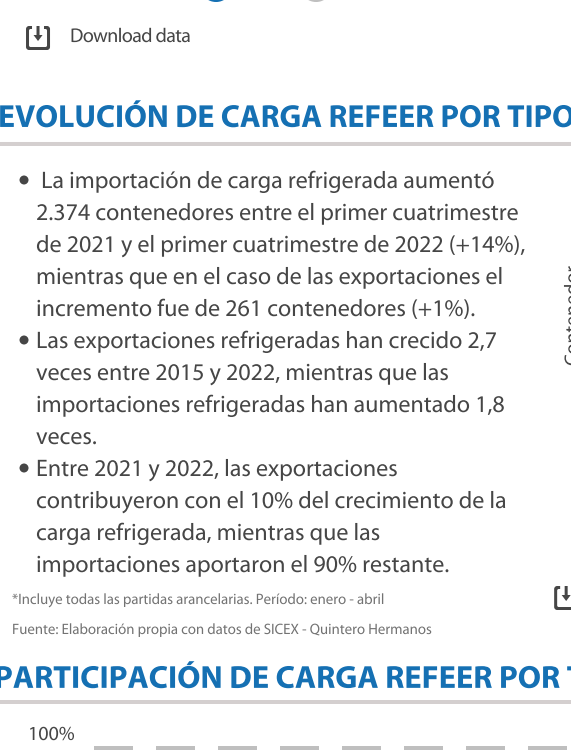 Download data
EVOLUCIÓN DE CARGA REFEER POR TIPO
• La importación de carga refrigerada aumentó
2.374 contenedores entre el primer cuatrimestre
de 2021 y el primer cuatrimestre de 2022 (+14%),
mientras que en el caso de las exportaciones el
incremento fue de 261 contenedores (+1%).
• Las exportaciones refrigeradas han crecido 2,7
veces entre 2015 y 2022, mientras que las
importaciones refrigeradas han aumentado 1,8
veces.
• Entre 2021 y 2022, las exportaciones
contribuyeron con el 10% del crecimiento de la
carga refrigerada, mientras que las
importaciones aportaron el 90% restante.
*Incluye todas las partidas arancelarias. Período: enero - abril
Fuente: Elaboración propia con datos de SICEX - Quintero Hermanos
PARTICIPACIÓN DE CARGA REFEER POR
100%